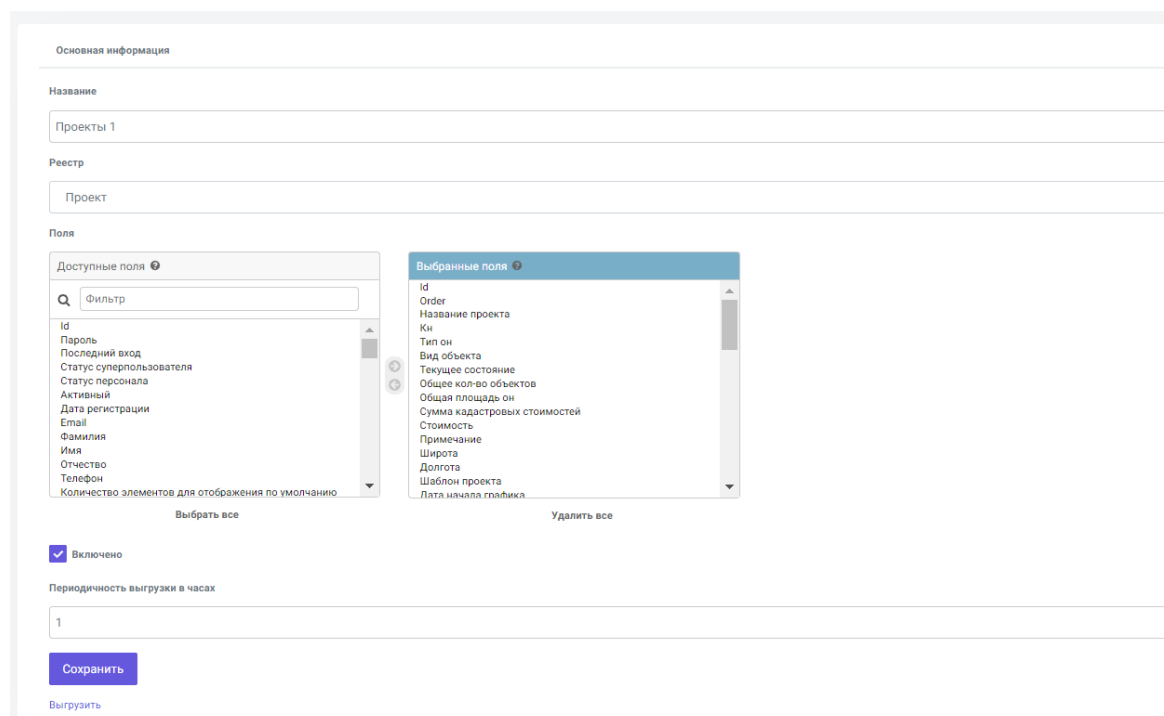 Основная информация
Название
Проекты 1
Реестр
Проект
Поля
Доступные поля
Фильтр
Id
Пароль
Последний вход
Статус суперпользователя
Статус персонала
Активный
Дата регистрации
Email
Фамилия
Имя
Отчество
Телефон
Количество элементов для отображения по умолчанию
Выбрать все
Выбранные поля
Id
Order
Название проекта
Кн
Тип он
Вид объекта
Текущее состояние
Общее кол-во объектов
Общая площадь он
Сумма кадастровых стоимостей
Стоимость
Примечание
Широта
Долгота
Шаблон проекта
Дата начала графика
Удалить все
Включено
Периодичность выгрузки в часах
1
Сохранить
Выгрузить